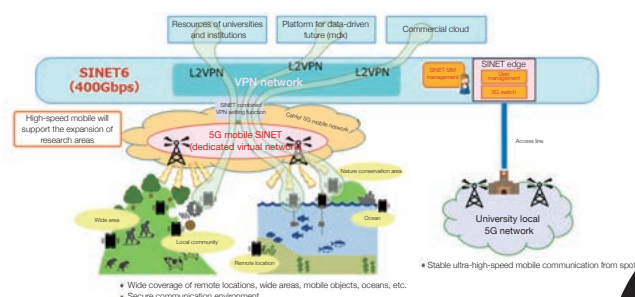 Resources of universities
and institutions
Platform for data-driven
future (mdx)
Commercial cloud
SINET6
(400Gbps)
L2VPN
L2VPN
L2VPN
VPN network
SINET-SIM
management
SINET edge
User
management
5G switch
High-speed mobile will
support the expansion of
research areas
SINET combined
VPN setting function
Carrier 5G mobile network
5G mobile SINET
(dedicated virtual network)
Access line
Nature conservation area
Wide area
Local community
Ocean
Remote location
University local
5G network
• Wide coverage of remote locations, wide areas, mobile objects, oceans, etc.
• Secure communication environment
• Stable ultra-high-speed mobile communication from spot